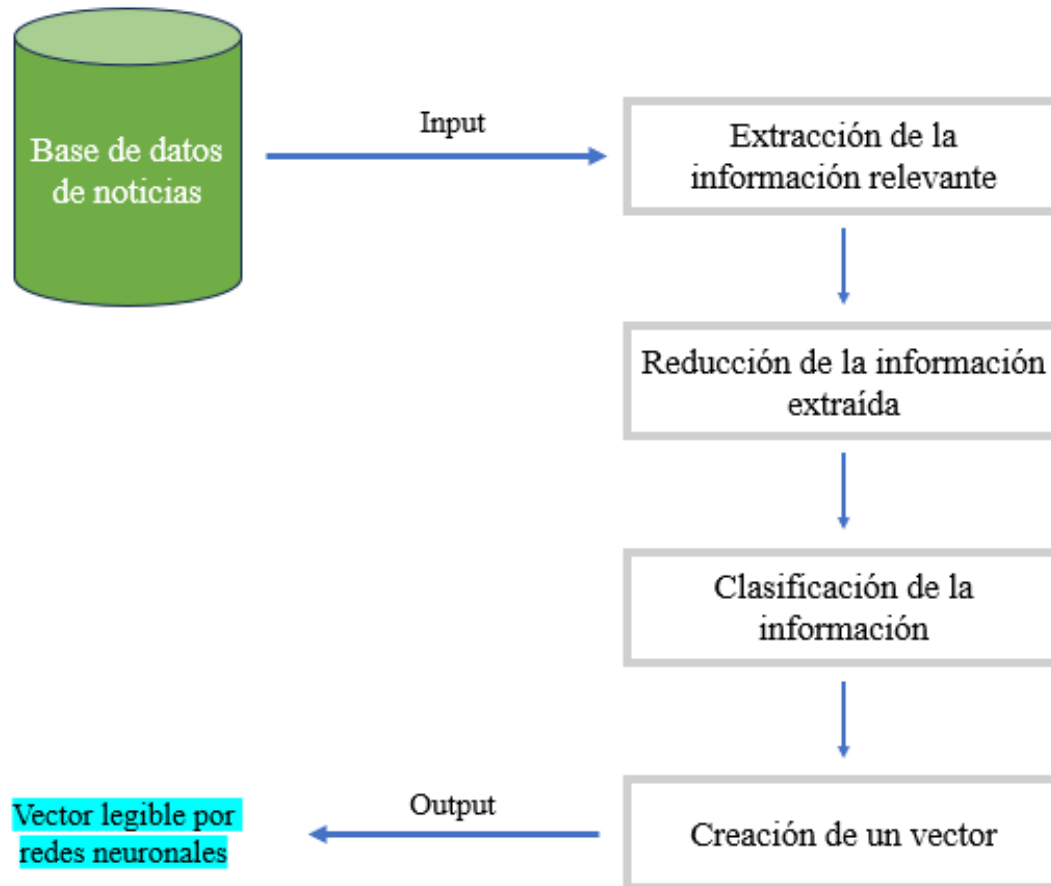 Base de datos
de noticias
Input
Extracción de la
información relevante
Reducción de la información
extraída
Clasificación de la
información
Creación de un vector
Output
Vector legible por
redes neuronales